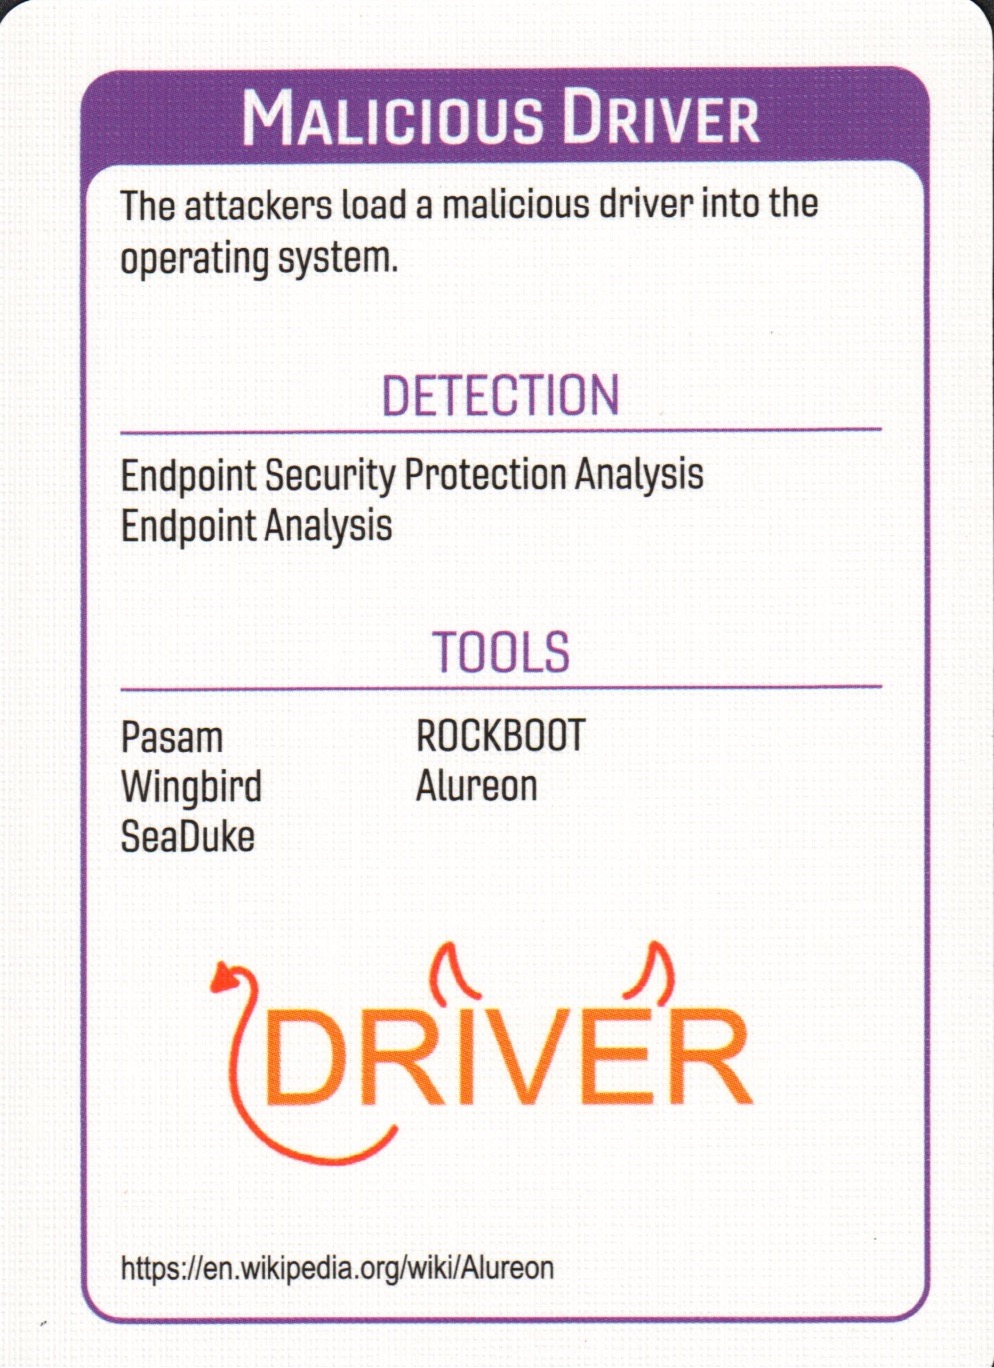 MALICIOUS DRIVER
The attackers load a malicious driver into the
operating system.
DETECTION
Endpoint Security Protection Analysis
Endpoint Analysis
TOOLS
Pasam
Wingbird
SeaDuke
ROCKBOOT
Alureon
DRIVER
https://en.wikipedia.org/wiki/Alureon